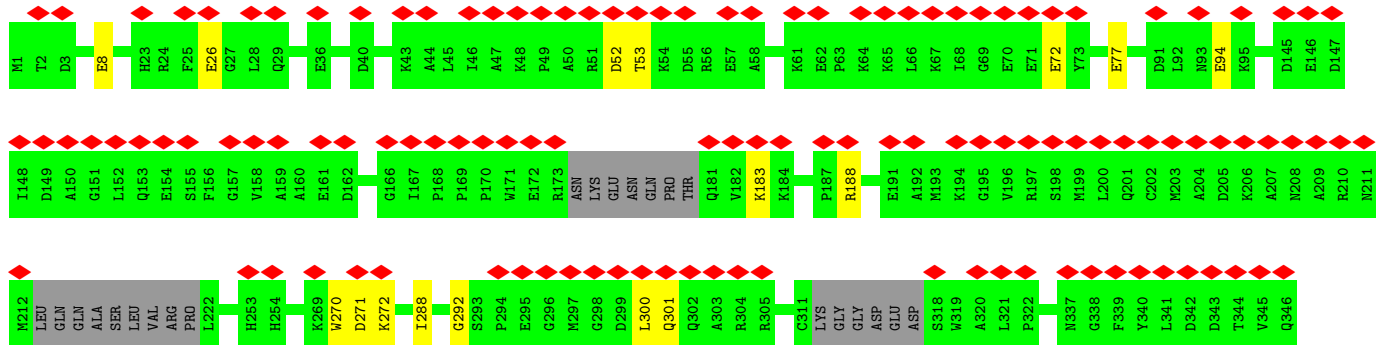 M1 T2 D3 E8 H23 R24 F25 E26 G27 L28 Q29 E36 D40 K43 A44 L45 I46 A47 K48 P49 A50 R51 D52 T53 K54 D55 R56 E57 A58 K61 E62 P63 K64 K65 L66 K67 I68 G69 E70 E71 E72 Y73 E77 D91 L92 N93 E94 K95 D145 E146 D147
I148 D149 A150 G151 L152 Q153 E154 S155 F156 G157 V158 A159 A160 E161 D162 G166 I167 P168 P169 P170 W171 E172 R173 ASN LYS GLU ASN GLN PRO THR Q181 V182 K183 K184 P187 R188 E191 A192 M193 K194 G195 V196 R197 S198 M199 L200 Q201 C202 M203 A204 D205 K206 A207 N208 A209 R210 N211
M212 LEU GLN GLN ALA SER LEU VAL ARG PRO L222 H253 H254 K269 W270 D271 K272 I288 G292 S293 P294 E295 G296 M297 G298 D299 L300 Q301 Q302 A303 R304 R305 C311 LYS GLY GLY ASP GLU ASP S318 W319 A320 L321 P322 N337 G338 F339 Y340 L341 D342 D343 T344 V345 Q346